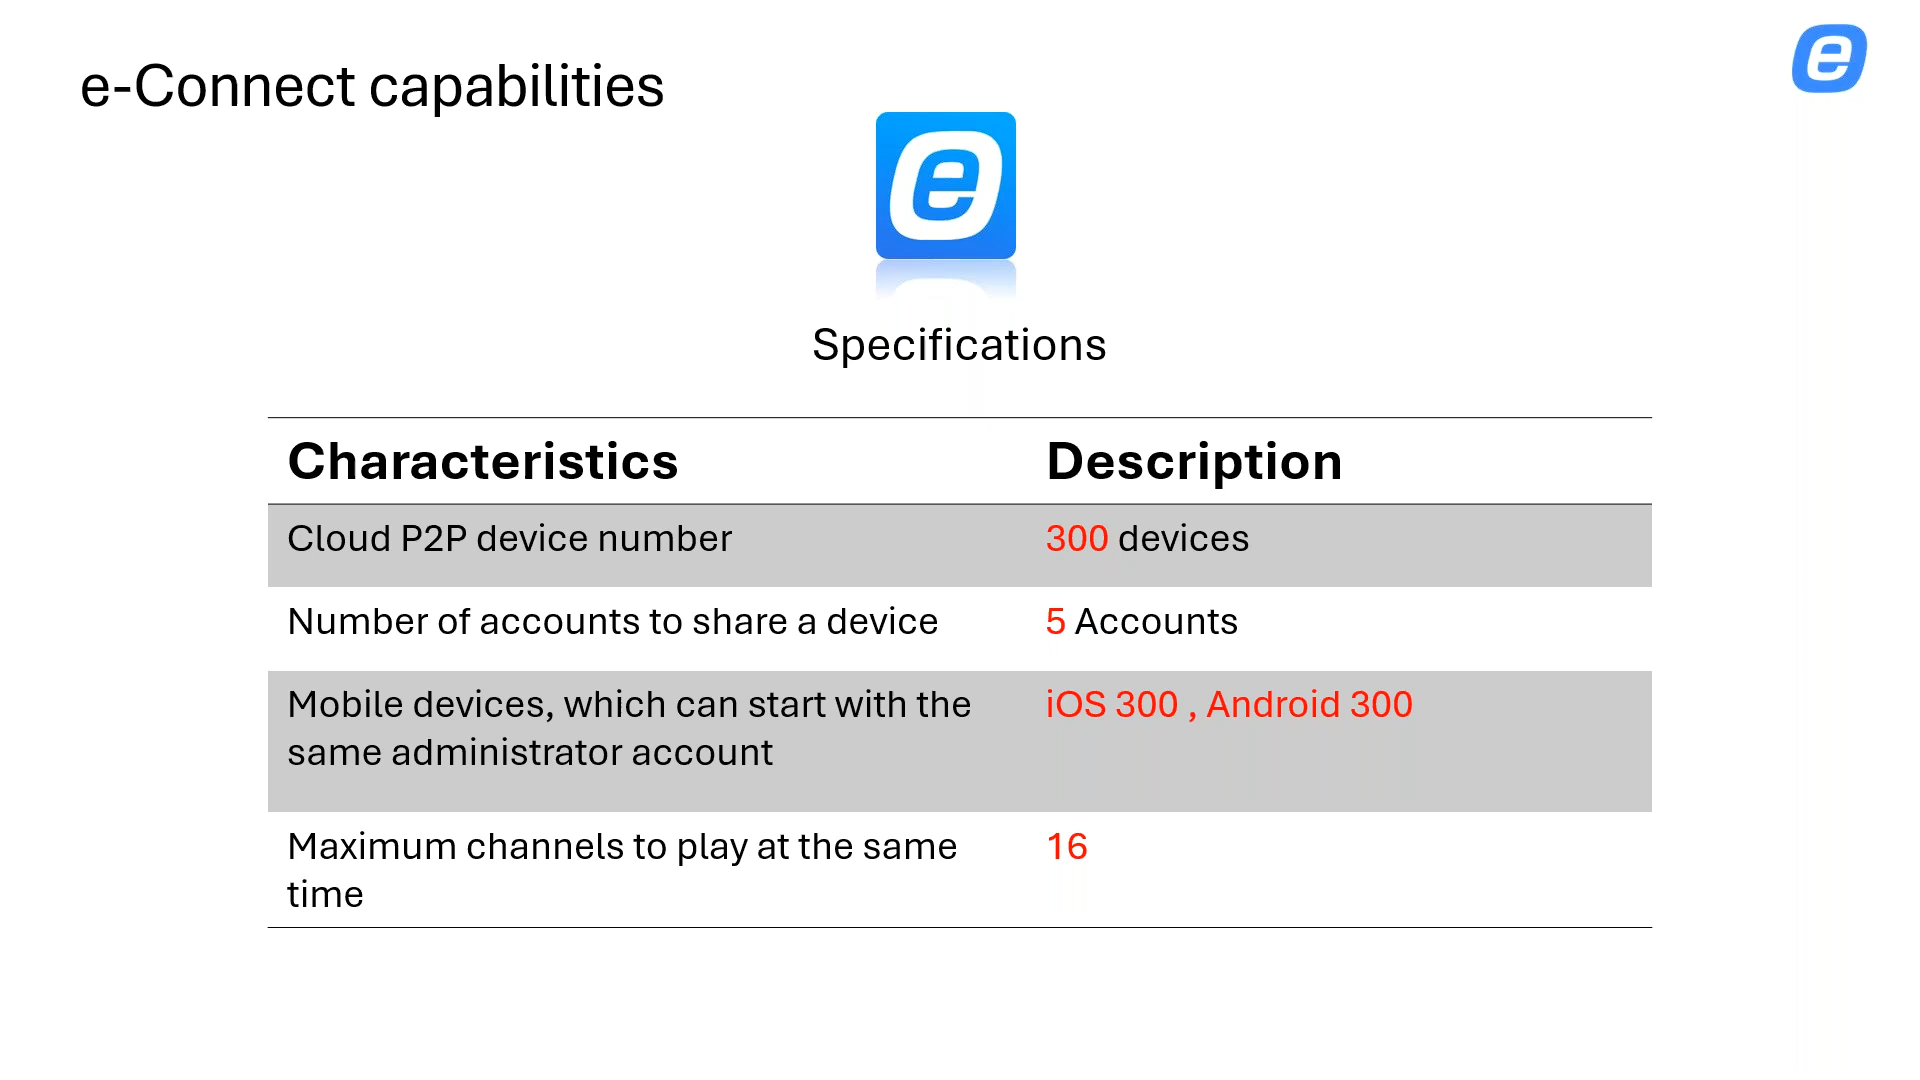 e-Connect capabilities
e
e
Specifications
Characteristics Description
Cloud P2P device number 300 devices
Number of accounts to share a device 5 Accounts
Mobile devices, which can start with the iOS 300 , Android 300
same administrator account
Maximum channels to play at the same 16
time